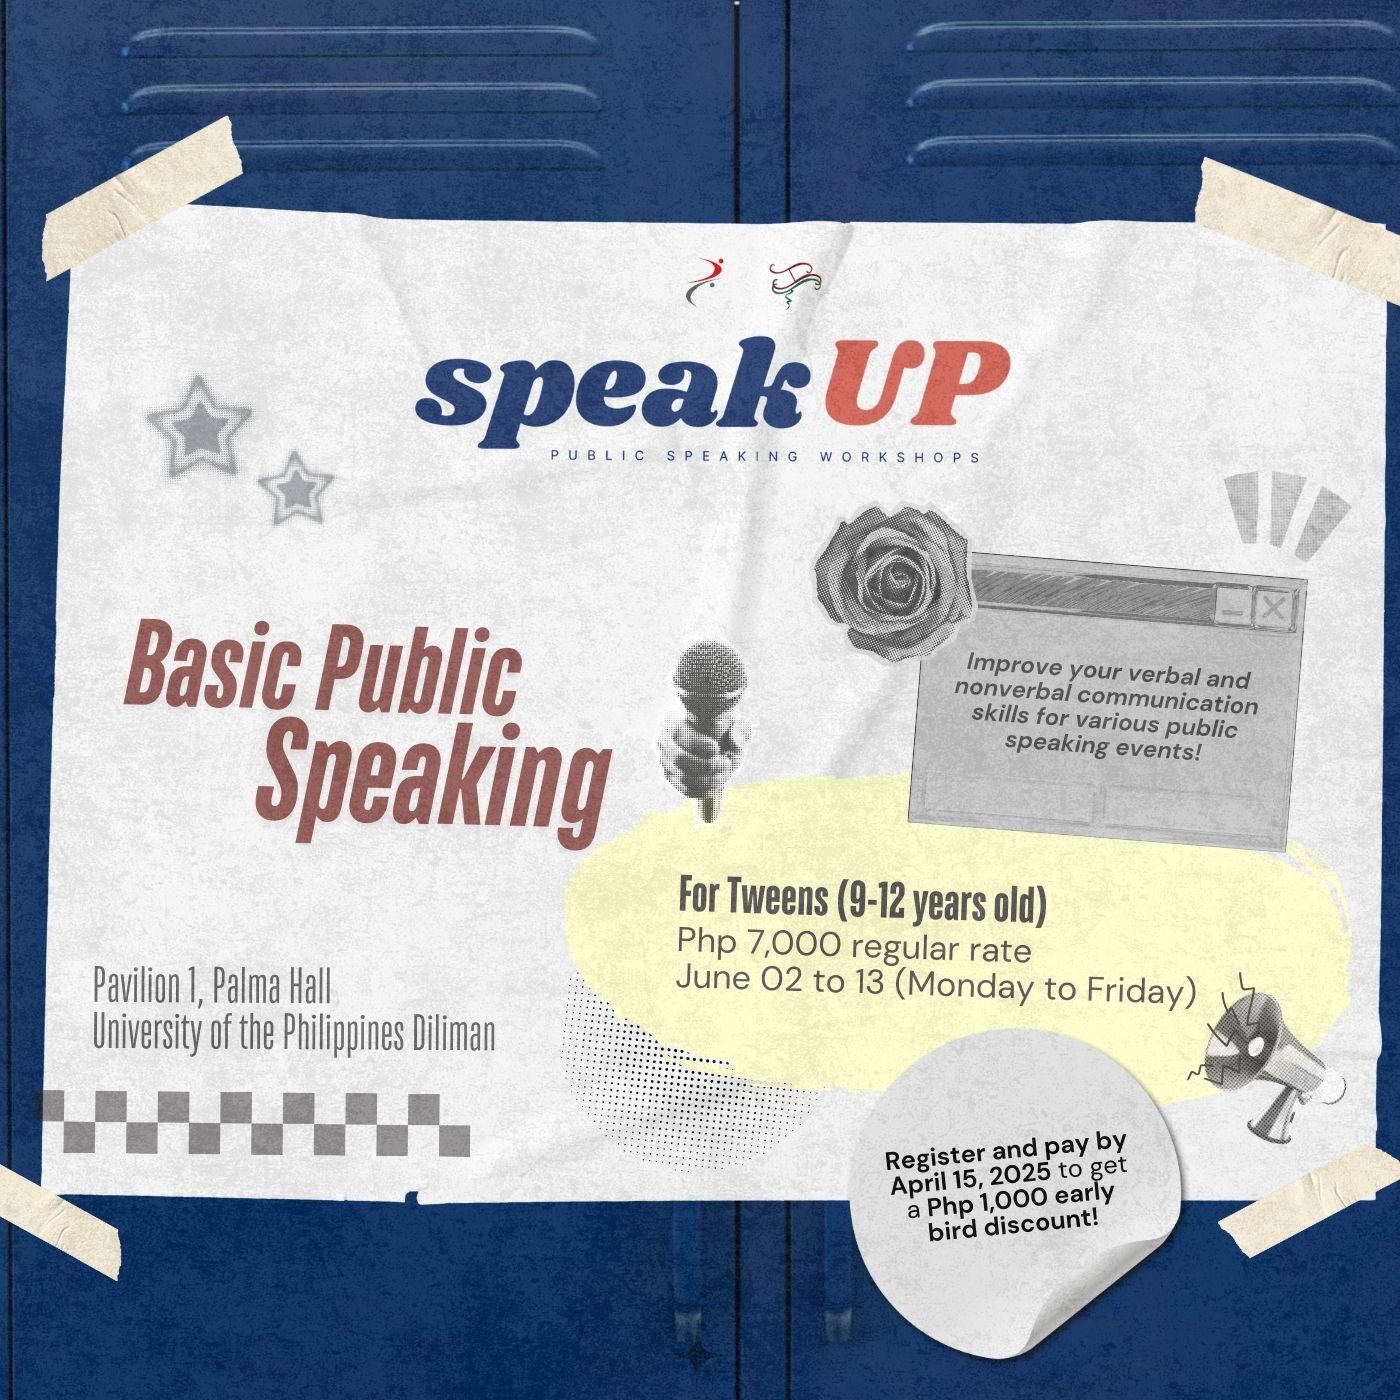 speakUP
PUBLIC SPEAKING WORKSHOPS
Basic Public
Speaking
Improve your verbal and
nonverbal communication
skills for various public
speaking events!
For Tweens (9-12 years old)
Php 7,000 regular rate
June 02 to 13 (Monday to Friday)
Pavilion 1, Palma Hall
University of the Philippines Diliman
Register and pay by
April 15, 2025 to get
a Php 1,000 early
bird discount!